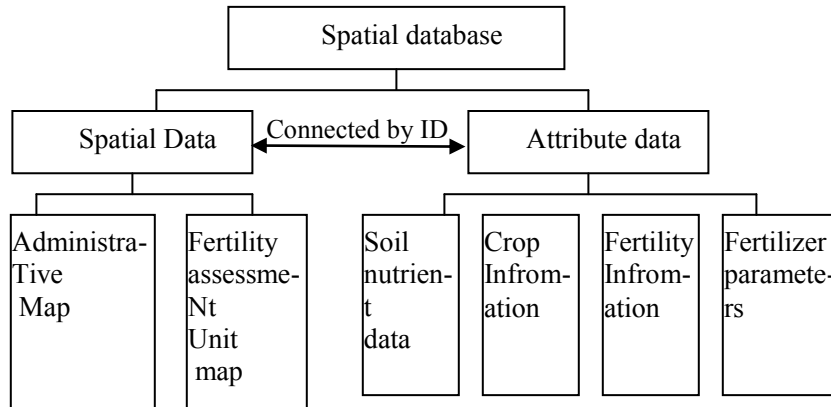 Spatial database
Spatial Data
Connected by ID
Attribute data
Administra-
Tive
Map
Fertility
assessme-
Nt
Unit
map
Soil
nutrien-
t
data
Crop
Infrom-
ation
Fertility
Infrom-
ation
Fertilizer
paramete-
rs